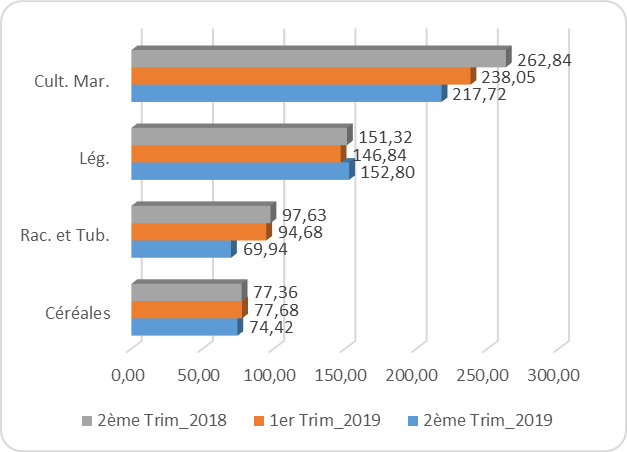 262,84
Cult. Mar.
238,05
217,72
151,32
Lég.
146,84
152,80
97,63
Rac. et Tub.
94,68
69,94
77,36
Céréales
77,68
74,42
0,00 50,00 100,00 150,00 200,00 250,00 300,00
2ème Trim_2018 1er Trim_2019 2ème Trim_2019